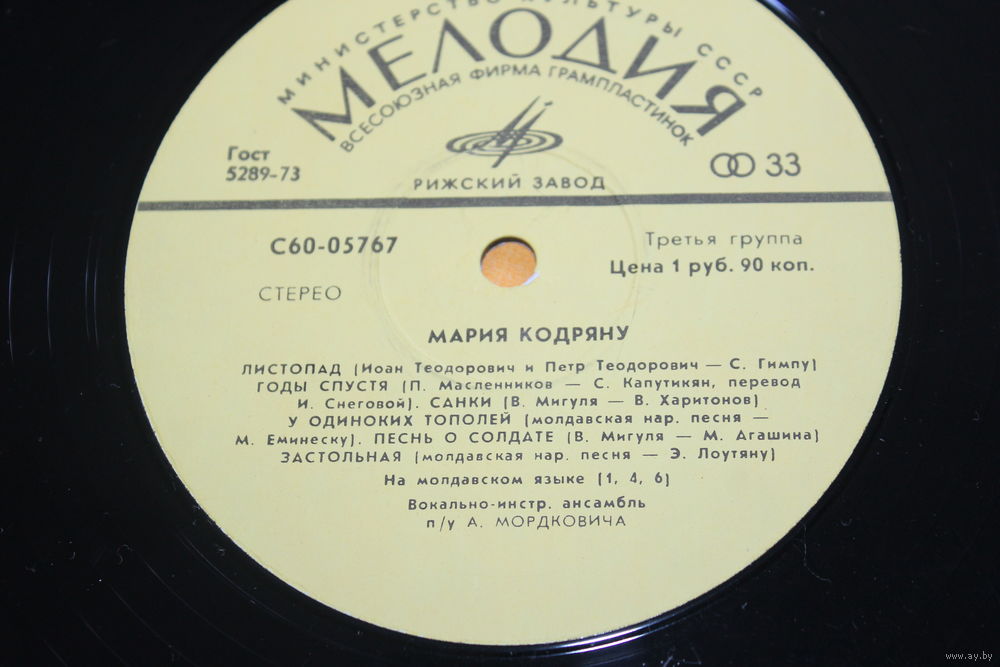 МИНИСТЕРСТВО КУЛЬТУРЫ СССР
МЕЛОДИЯ
ВСЕСОЮЗНАЯ ФИРМА ГРАМПЛАСТИНОК
Гост
5289-73
РИЖСКИЙ ЗАВОД
33
С60-05767
Третья группа
Цена 1 руб. 90 коп.
СТЕРЕО
МАРИЯ КОДРЯНУ
ЛИСТОПАД (Иоан Теодорович и Петр Теодорович — С. Гимпу)
ГОДЫ СПУСТЯ (П. Масленников — С. Капутикян, перевод
И. Снеговой). САНКИ (В. Мигуля — В. Харитонов)
У ОДИНОКИХ ТОПОЛЕЙ (молдавская нар. песня —
М. Еминеску). ПЕСНЬ О СОЛДАТЕ (В. Мигуля — М. Агашина)
ЗАСТОЛЬНАЯ (молдавская нар. песня — Э. Лоутяну)
На молдавском языке (1, 4, 6)
Вокально-инстр. ансамбль
п/у А. МОРДКОВИЧА
www.ay.by